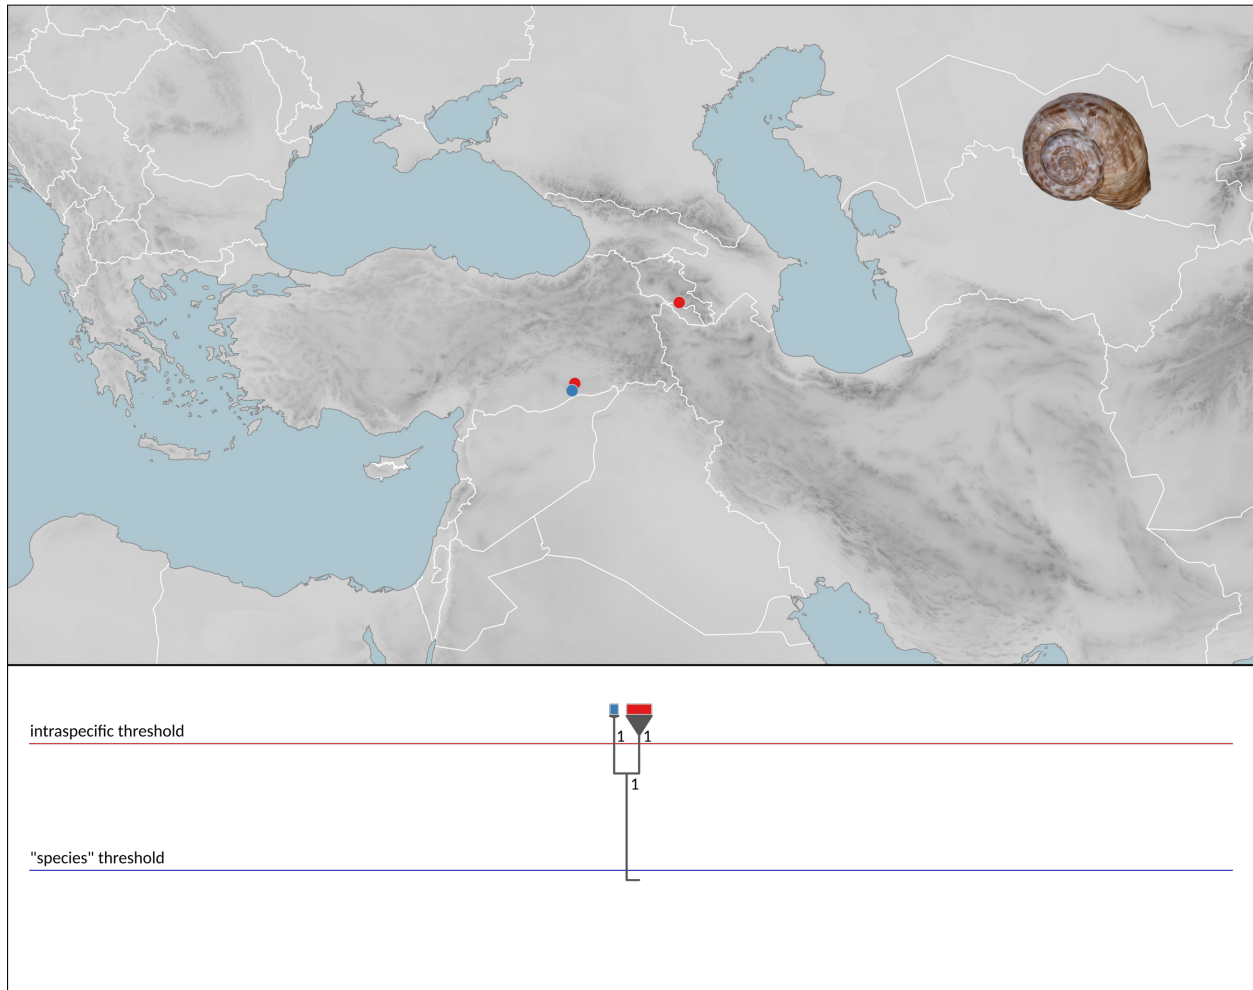 intraspecific threshold
1 1
1
"species" threshold